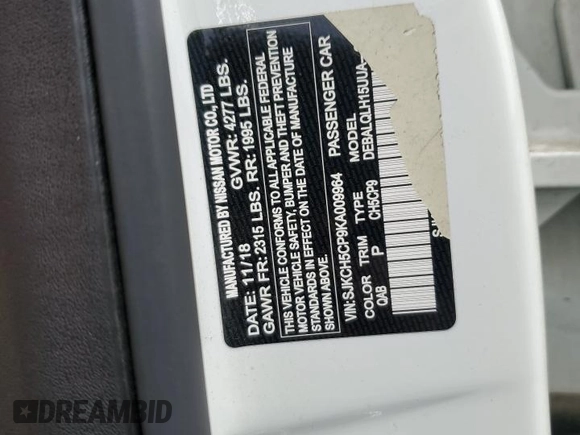 MANUFACTURED BY NISSAN MOTOR CO., LTD
DATE: 11/18 GVWR: 4277 LBS.
GAWR FR: 2315 LBS. RR: 1995 LBS.
THIS VEHICLE CONFORMS TO ALL APPLICABLE FEDERAL
MOTOR VEHICLE SAFETY, BUMPER AND THEFT PREVENTION
STANDARDS IN EFFECT ON THE DATE OF MANUFACTURE
SHOWN ABOVE.
VIN:SJKCH5CP9KA009964 PASSENGER CAR
COLOR TRIM TYPE MODEL
QAB P CH5CP9 DEBALQLH15UUA
DREAMBID